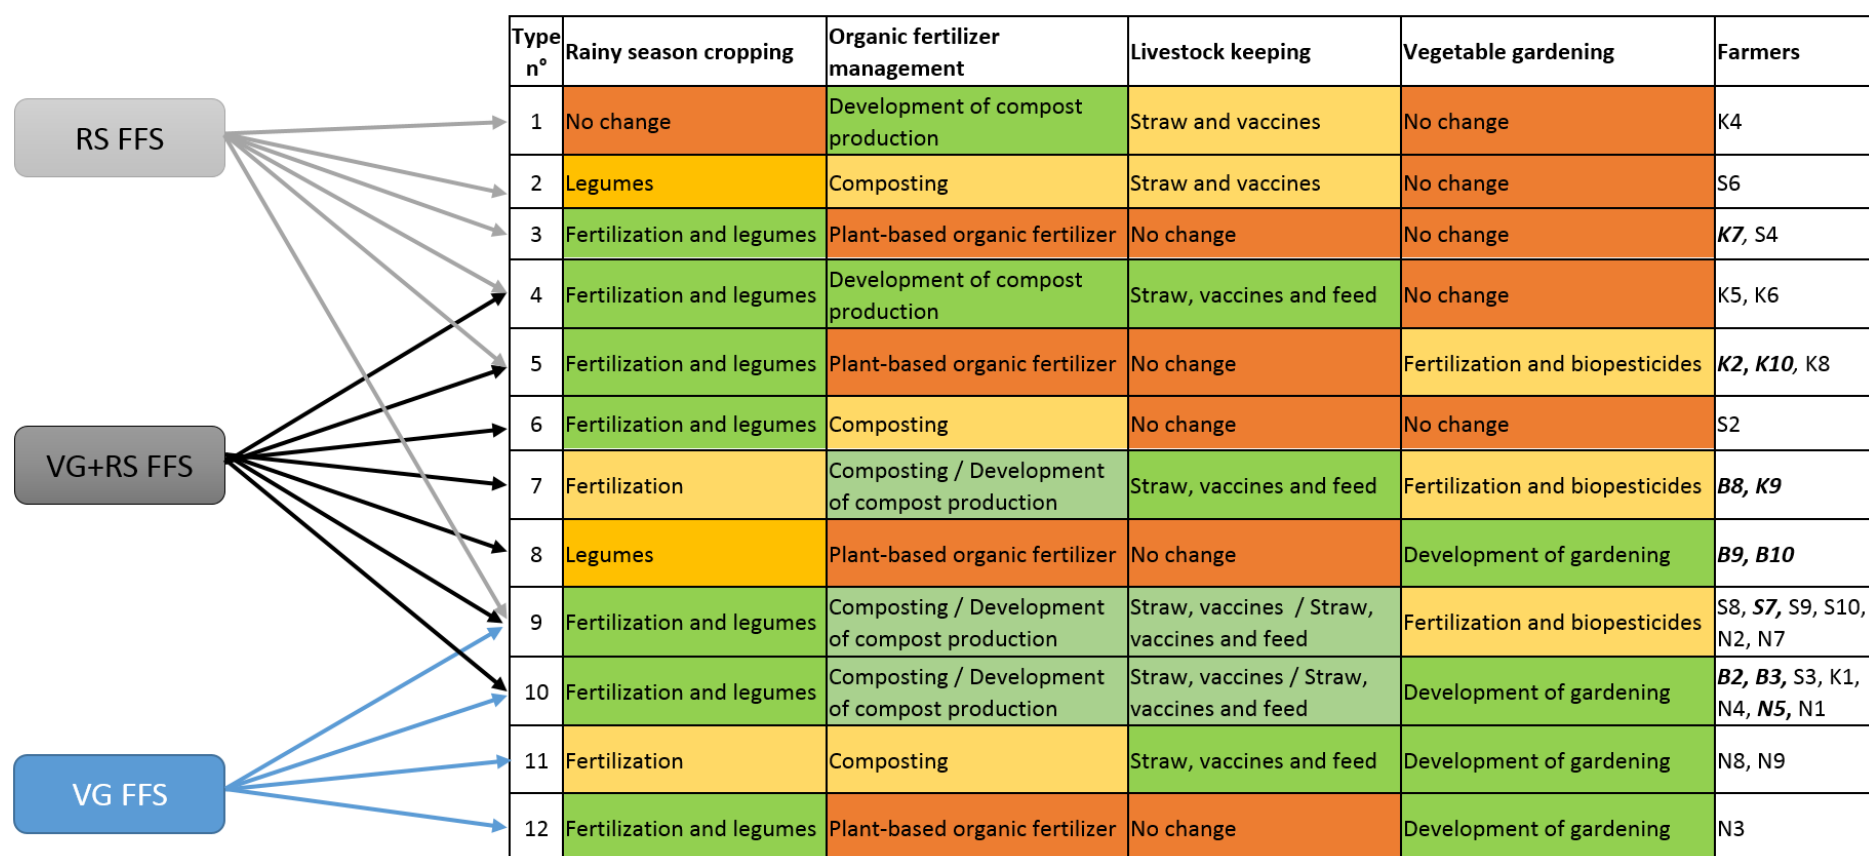 RS FFS
VG+RS FFS
VG FFS
Type n° Rainy season cropping Organic fertilizer management Livestock keeping Vegetable gardening Farmers
1 No change Development of compost production Straw and vaccines No change K4
2 Legumes Composting Straw and vaccines No change S6
3 Fertilization and legumes Plant-based organic fertilizer No change No change K7, S4
4 Fertilization and legumes Development of compost production Straw, vaccines and feed No change K5, K6
5 Fertilization and legumes Plant-based organic fertilizer No change Fertilization and biopesticides K2, K10, K8
6 Fertilization and legumes Composting No change No change S2
7 Fertilization Composting / Development of compost production Straw, vaccines and feed Fertilization and biopesticides B8, K9
8 Legumes Plant-based organic fertilizer No change Development of gardening B9, B10
9 Fertilization and legumes Composting / Development of compost production Straw, vaccines / Straw, vaccines and feed Fertilization and biopesticides S8, S7, S9, S10, N2, N7
10 Fertilization and legumes Composting / Development of compost production Straw, vaccines / Straw, vaccines and feed Development of gardening B2, B3, S3, K1, N4, N5, N1
11 Fertilization Composting Straw, vaccines and feed Development of gardening N8, N9
12 Fertilization and legumes Plant-based organic fertilizer No change Development of gardening N3